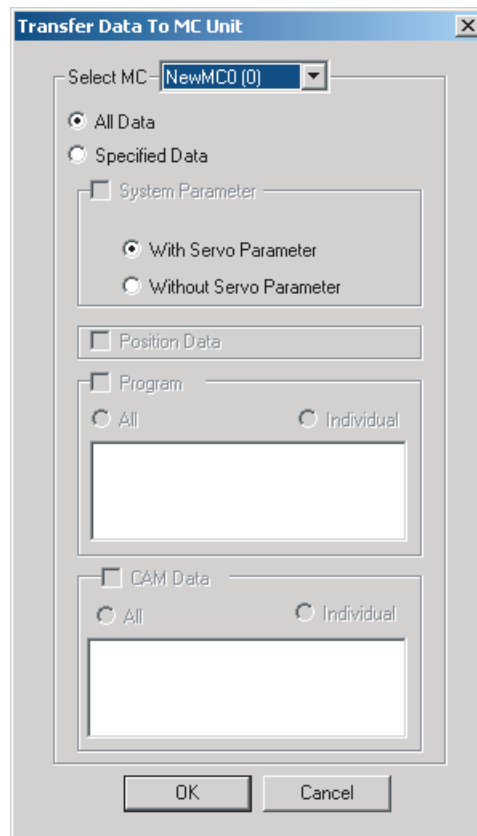 Transfer Data To MC Unit
Select MC NewMC0 (0)
All Data
Specified Data
System Parameter
With Servo Parameter
Without Servo Parameter
Position Data
Program
All Individual
CAM Data
All Individual
OK Cancel